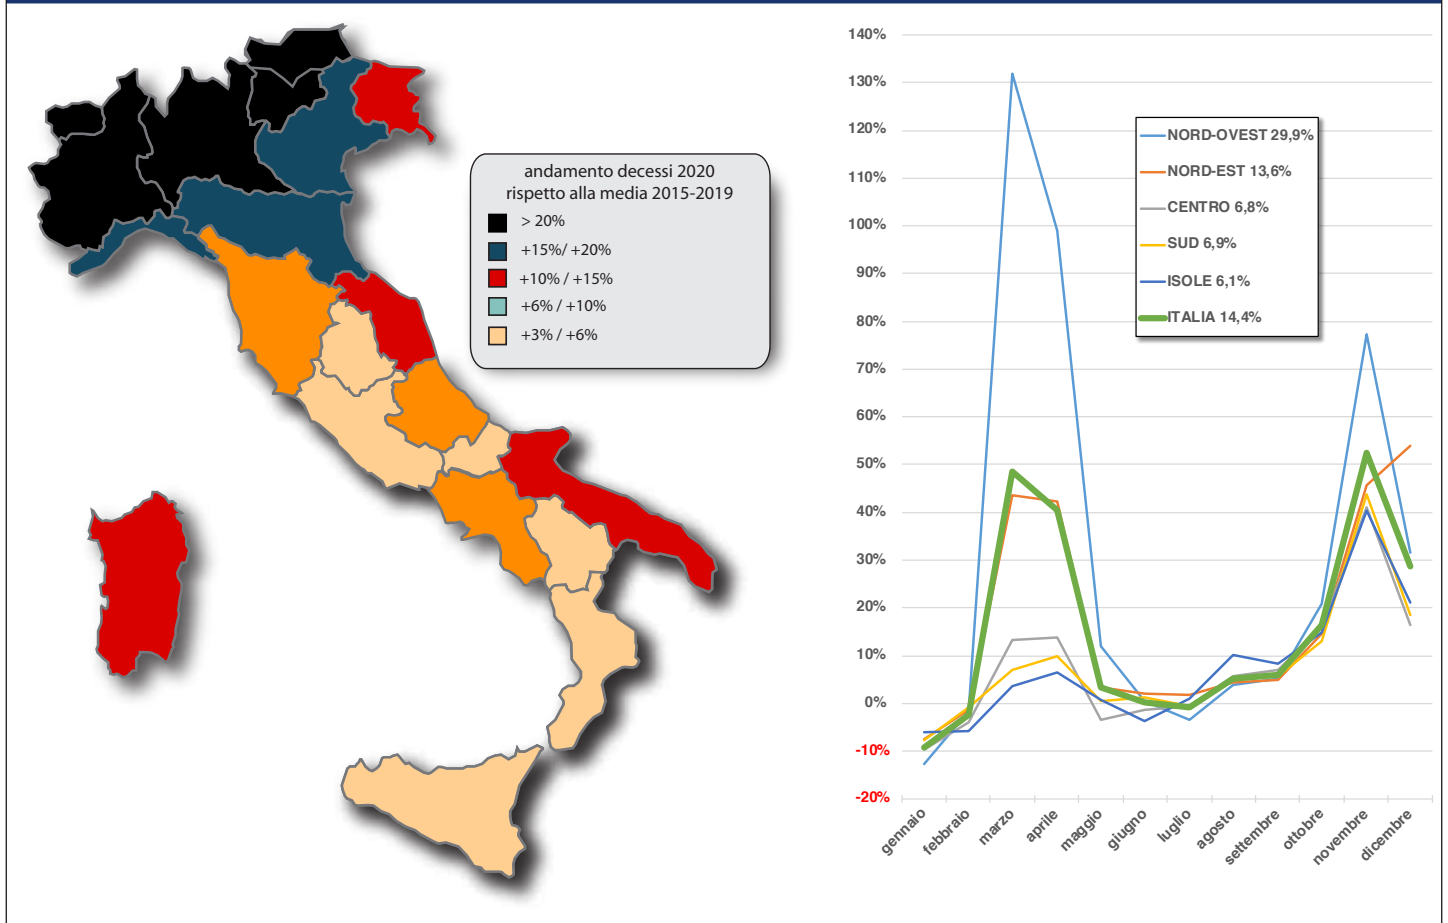 andamento decessi 2020
rispetto alla media 2015-2019
> 20%
+15%/ +20%
+10% / +15%
+6% / +10%
+3% / +6%
140%
130%
120%
110%
100%
90%
80%
70%
60%
50%
40%
30%
20%
10%
0%
-10%
-20%
NORD-OVEST 29,9%
NORD-EST 13,6%
CENTRO 6,8%
SUD 6,9%
ISOLE 6,1%
ITALIA 14,4%
gennaio
febbraio
marzo
aprile
maggio
giugno
luglio
agosto
settembre
ottobre
novembre
dicembre